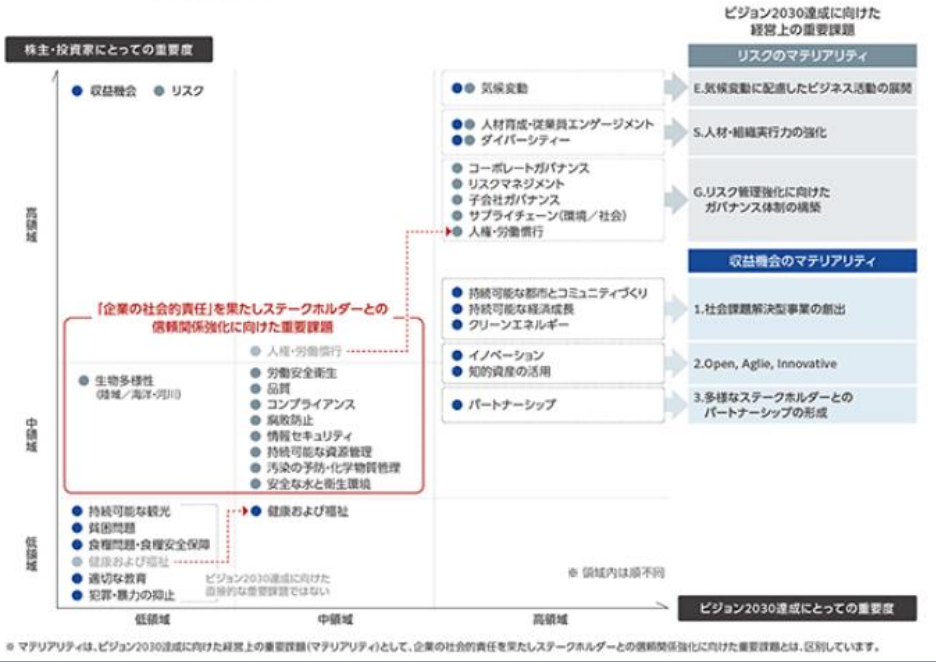 ビジョン2030達成に向けた
経営上の重要課題
株主・投資家にとっての重要度
リスクのマテリアリティ
収益機会
リスク
気候変動
E.気候変動に配慮したビジネス活動の展開
人材育成・従業員エンゲージメント
ダイバーシティー
S.人材・組織実行力の強化
コーポレートガバナンス
リスクマネジメント
子会社ガバナンス
サプライチェーン(環境/社会)
人権・労働慣行
G.リスク管理強化に向けた
ガバナンス体制の構築
高領域
収益機会のマテリアリティ
持続可能な都市とコミュニティづくり
持続可能な経済成長
クリーンエネルギー
1.社会課題解決型事業の創出
「企業の社会的責任」を果たしステークホルダーとの
信頼関係強化に向けた重要課題
人権・労働慣行
イノベーション
知的資産の活用
2.Open, Aglie, Innovative
生物多様性
(陸域/海洋・河川)
労働安全衛生
品質
コンプライアンス
腐敗防止
情報セキュリティ
持続可能な資源管理
汚染の予防・化学物質管理
安全な水と衛生環境
パートナーシップ
3.多様なステークホルダーとの
パートナーシップの形成
中領域
持続可能な観光
貧困問題
食糧問題・食糧安全保障
健康および福祉
適切な教育
犯罪・暴力の抑止
健康および福祉
ビジョン2030達成に向けた
直接的な重要課題ではない
低領域
※ 領域内は順不同
低領域
中領域
高領域
ビジョン2030達成にとっての重要度
※ マテリアリティは、ビジョン2030達成に向けた経営上の重要課題(マテリアリティ)として、企業の社会的責任を果たしステークホルダーとの信頼関係強化に向けた重要課題とは、区別しています。